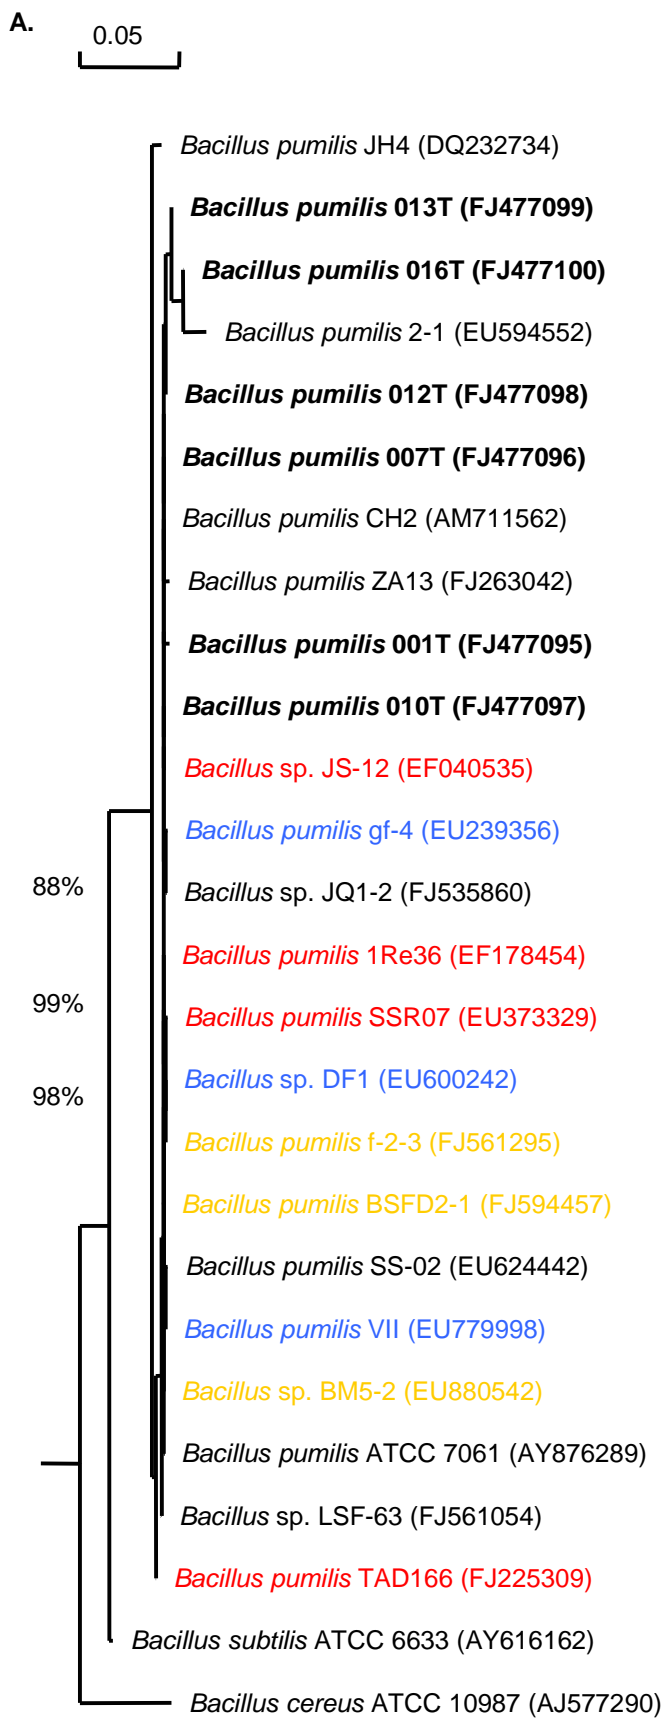 A.
0.05
Bacillus pumilis JH4 (DQ232734)
Bacillus pumilis 013T (FJ477099)
Bacillus pumilis 016T (FJ477100)
Bacillus pumilis 2-1 (EU594552)
Bacillus pumilis 012T (FJ477098)
Bacillus pumilis 007T (FJ477096)
Bacillus pumilis CH2 (AM711562)
Bacillus pumilis ZA13 (FJ263042)
Bacillus pumilis 001T (FJ477095)
Bacillus pumilis 010T (FJ477097)
Bacillus sp. JS-12 (EF040535)
Bacillus pumilis gf-4 (EU239356)
88%
Bacillus sp. JQ1-2 (FJ535860)
Bacillus pumilis 1Re36 (EF178454)
99%
Bacillus pumilis SSR07 (EU373329)
Bacillus sp. DF1 (EU600242)
98%
Bacillus pumilis f-2-3 (FJ561295)
Bacillus pumilis BSFD2-1 (FJ594457)
Bacillus pumilis SS-02 (EU624442)
Bacillus pumilis VII (EU779998)
Bacillus sp. BM5-2 (EU880542)
Bacillus pumilis ATCC 7061 (AY876289)
Bacillus sp. LSF-63 (FJ561054)
Bacillus pumilis TAD166 (FJ225309)
Bacillus subtilis ATCC 6633 (AY616162)
Bacillus cereus ATCC 10987 (AJ577290)